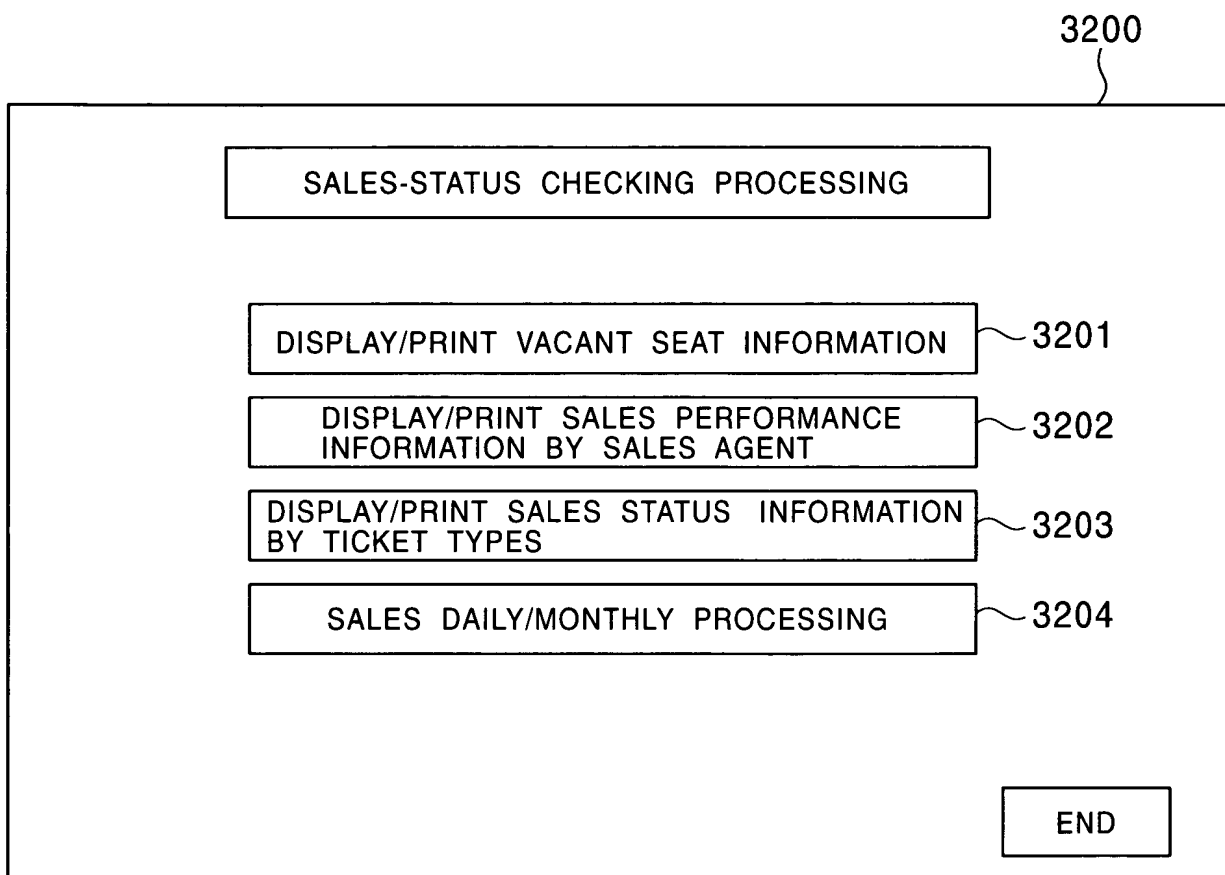 3200
SALES-STATUS CHECKING PROCESSING
DISPLAY/PRINT VACANT SEAT INFORMATION
3201
DISPLAY/PRINT SALES PERFORMANCE
INFORMATION BY SALES AGENT
3202
DISPLAY/PRINT SALES STATUS INFORMATION
BY TICKET TYPES
3203
SALES DAILY/MONTHLY PROCESSING
3204
END